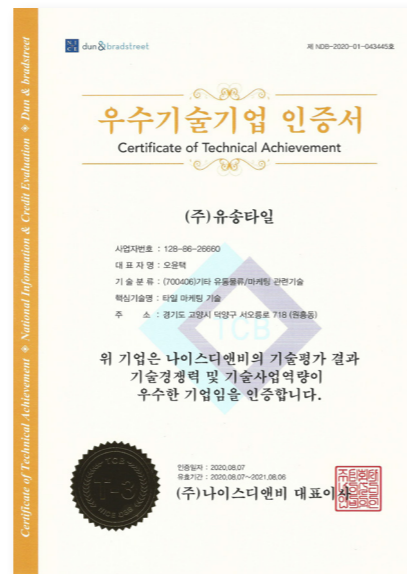 dun & bradstreet
제 NDB-2020-01-043445호
우수기술기업 인증서
Certificate of Technical Achievement
(주)유송타일
사업자번호 : 128-86-26660
대 표 자 명 : 오윤택
기 술 분 류 : (700406)기타 유통물류/마케팅 관련기술
핵심기술명 : 타일 마케팅 기술
주 소 : 경기도 고양시 덕양구 서오릉로 718 (원흥동)
TCB
위 기업은 나이스디앤비의 기술평가 결과
기술경쟁력 및 기술사업역량이
우수한 기업임을 인증합니다.
인증일자 : 2020.08.07
유효기간 : 2020.08.07~2021.08.06
(주)나이스디앤비 대표이사
TCB
T-3
NICE D&B
Certificate of Technical Achievement National Information & Credit Evaluation Dun & bradstreet